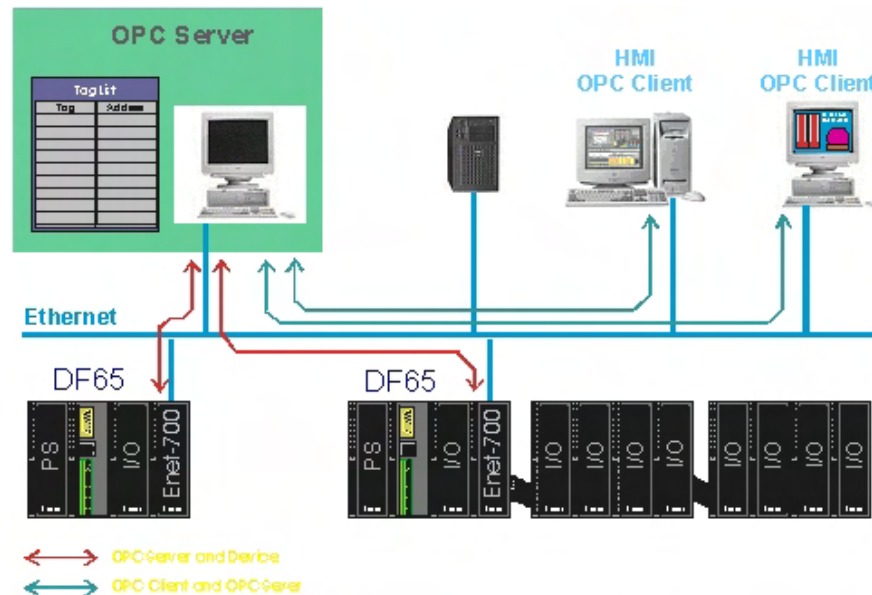 OPC Server
HMI
OPC Client
HMI
OPC Client
Tag List
Tag Address
Ethernet
DF65
DF65
PS
I/O
Enet-700
PS
I/O
Enet-700
I/O
I/O
I/O
I/O
I/O
I/O
I/O
I/O
OPC Server and Device
OPC Client and OPC Server